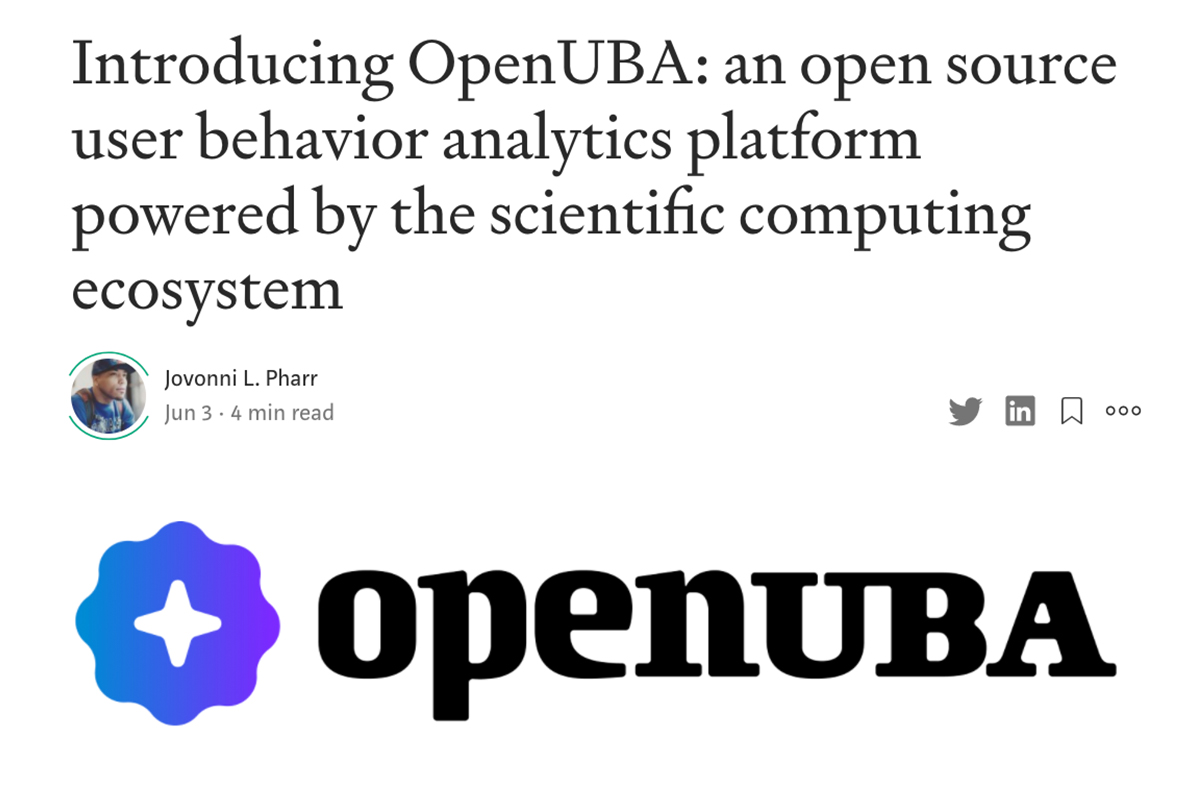 Introducing OpenUBA: an open source
user behavior analytics platform
powered by the scientific computing
ecosystem
Jovonni L. Pharr
Jun 3 · 4 min read
in
openUBA